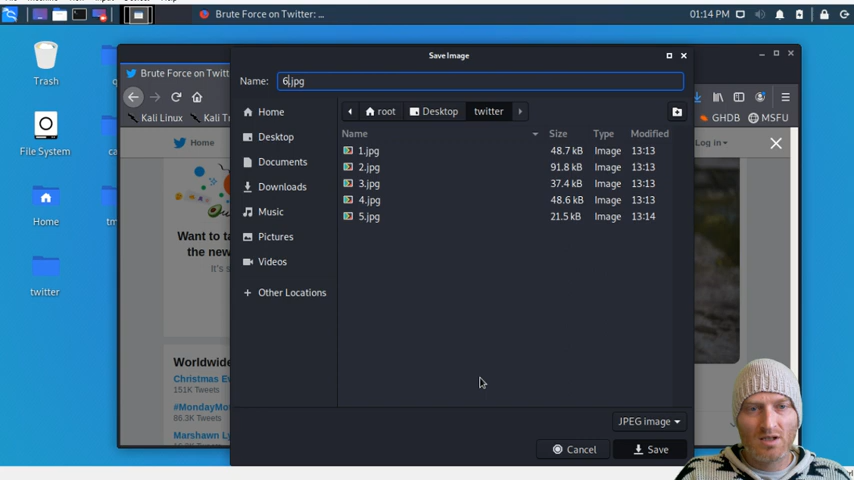 Brute Force on Twitter: ...
01:14 PM
Save Image
Trash
Brute Force on Twitt
Name: 6.jpg
root
Desktop
twitter
Kali Linux
Kali Tr
GHDB
MSFU
Home
Desktop
Documents
Downloads
Music
Pictures
Videos
Other Locations
Name
Size
Type
Modified
1.jpg 48.7 kB Image 13:13
2.jpg 91.8 kB Image 13:13
3.jpg 37.4 kB Image 13:13
4.jpg 48.6 kB Image 13:13
5.jpg 21.5 kB Image 13:14
File System
Home
Log in
Home
Want to ta
the new
It's s
tm
twitter
Worldwide
Christmas E
151K Tweets
#MondayMo
86.3K Tweets
Marshawn Ly
JPEG image
Cancel
Save